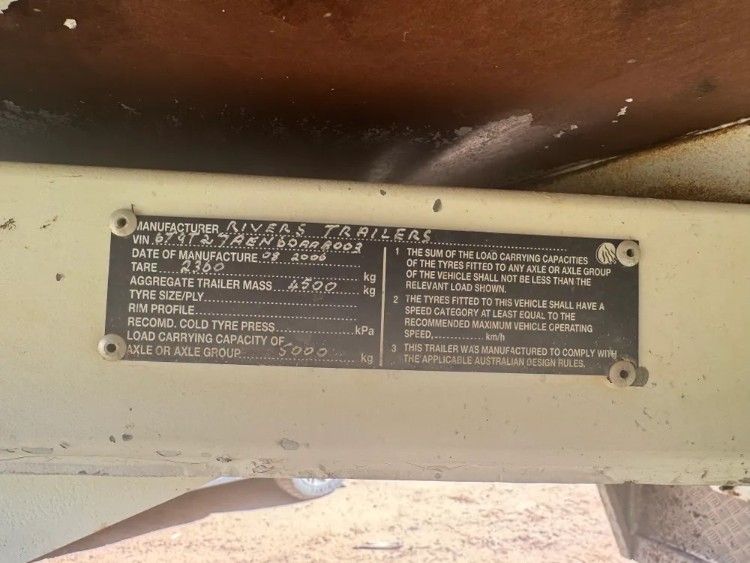 MANUFACTURER RIVERS TRAILERS
VIN 6T9T27AEN60AAB003
DATE OF MANUFACTURE 08 2006
TARE 2360 kg
AGGREGATE TRAILER MASS 4500 kg
TYRE SIZE/PLY
RIM PROFILE
RECOMD. COLD TYRE PRESS. kPa
LOAD CARRYING CAPACITY OF
AXLE OR AXLE GROUP 5000 kg
1 THE SUM OF THE LOAD CARRYING CAPACITIES
OF THE TYRES FITTED TO ANY AXLE OR AXLE GROUP
OF THE VEHICLE SHALL NOT BE LESS THAN THE
RELEVANT LOAD SHOWN.
2 THE TYRES FITTED TO THIS VEHICLE SHALL HAVE A
SPEED CATEGORY AT LEAST EQUAL TO THE
RECOMMENDED MAXIMUM VEHICLE OPERATING
SPEED, km/h
3 THIS TRAILER WAS MANUFACTURED TO COMPLY WITH
THE APPLICABLE AUSTRALIAN DESIGN RULES.